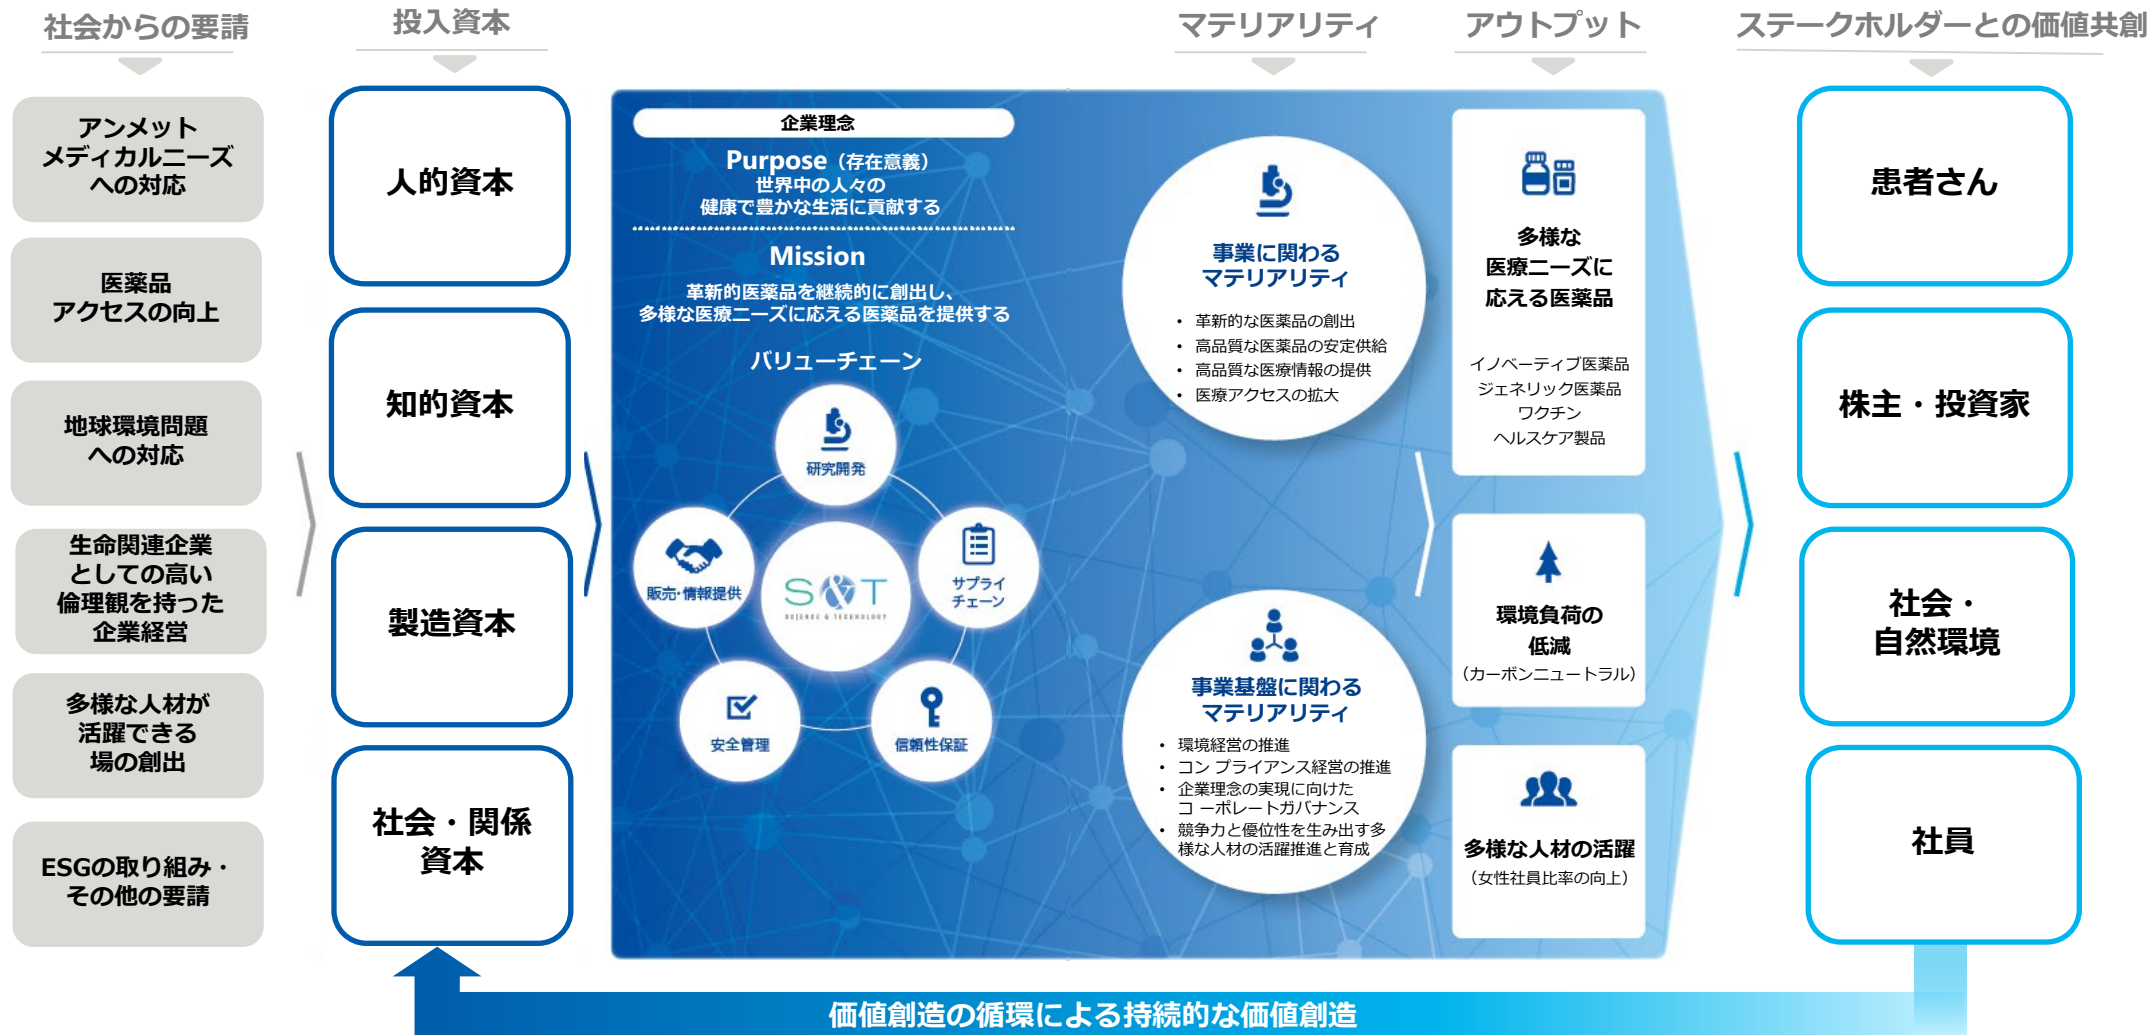 社会からの要請
投入資本
マテリアリティ
アウトプット
ステークホルダーとの価値共創
アンメット
メディカルニーズ
への対応
医薬品
アクセスの向上
地球環境問題
への対応
生命関連企業
としての高い
倫理観を持った
企業経営
多様な人材が
活躍できる
場の創出
ESGの取り組み・
その他の要請
人的資本
知的資本
製造資本
社会・関係
資本
企業理念
Purpose（存在意義）
世界中の人々の
健康で豊かな生活に貢献する
Mission
革新的医薬品を継続的に創出し、
多様な医療ニーズに応える医薬品を提供する
バリューチェーン
研究開発
販売・情報提供
S&T
SCIENCE & TECHNOLOGY
サプライ
チェーン
安全管理
信頼性保証
事業に関わる
マテリアリティ
• 革新的な医薬品の創出
• 高品質な医薬品の安定供給
• 高品質な医療情報の提供
• 医療アクセスの拡大
事業基盤に関わる
マテリアリティ
• 環境経営の推進
• コン プライアンス経営の推進
• 企業理念の実現に向けた
コ ーポレートガバナンス
• 競争力と優位性を生み出す多
様な人材の活躍推進と育成
多様な
医療ニーズに
応える医薬品
イノベーティブ医薬品
ジェネリック医薬品
ワクチン
ヘルスケア製品
環境負荷の
低減
（カーボンニュートラル）
多様な人材の活躍
（女性社員比率の向上）
患者さん
株主・投資家
社会・
自然環境
社員
価値創造の循環による持続的な価値創造